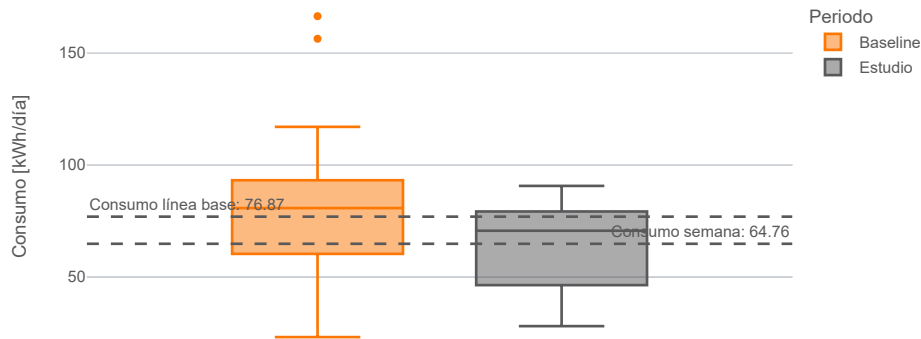 Periodo
Baseline
Estudio
Consumo [kWh/día]
150
100
50
Consumo línea base: 76.87
Consumo semana: 64.76